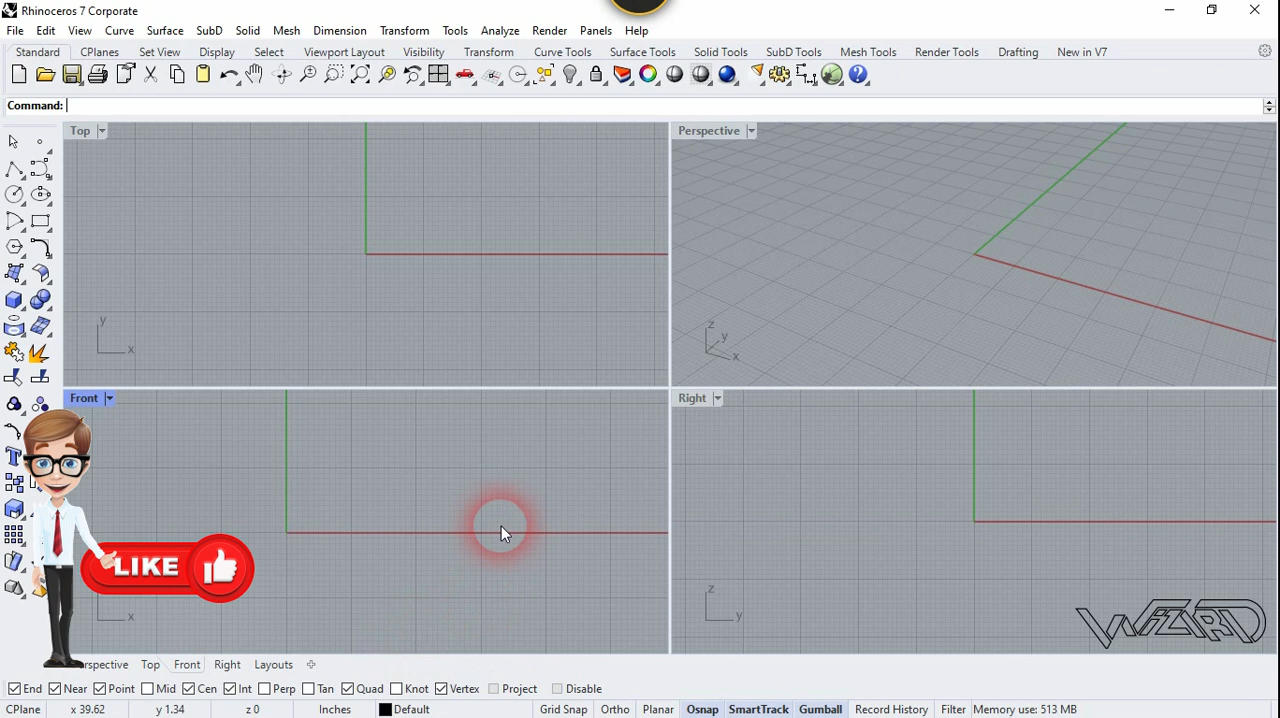 Rhinoceros 7 Corporate
File Edit View Curve Surface SubD Solid Mesh Dimension Transform Tools Analyze Render Panels Help
Standard CPlanes Set View Display Select Viewport Layout Visibility Transform Curve Tools Surface Tools Solid Tools SubD Tools Mesh Tools Render Tools Drafting New in V7
Command:
Top
Perspective
y
x
z
y
x
Front
Right
LIKE
x
z
y
WIZARD
erspective Top Front Right Layouts
End Near Point Mid Cen Int Perp Tan Quad Knot Vertex Project Disable
CPlane x 39.62 y 1.34 z 0 Inches Default Grid Snap Ortho Planar Osnap SmartTrack Gumball Record History Filter Memory use: 513 MB